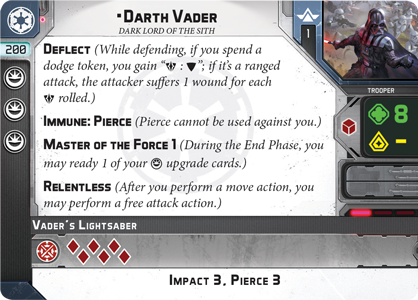 •Darth Vader
DARK LORD OF THE SITH
200
1
Deflect (While defending, if you spend a
dodge token, you gain “ : ”; if it’s a ranged
attack, the attacker suffers 1 wound for each
rolled.)
Immune: Pierce (Pierce cannot be used against you.)
Master of the Force 1 (During the End Phase, you
may ready 1 of your upgrade cards.)
Relentless (After you perform a move action, you
may perform a free attack action.)
TROOPER
8
-
Vader’s Lightsaber
Impact 3, Pierce 3